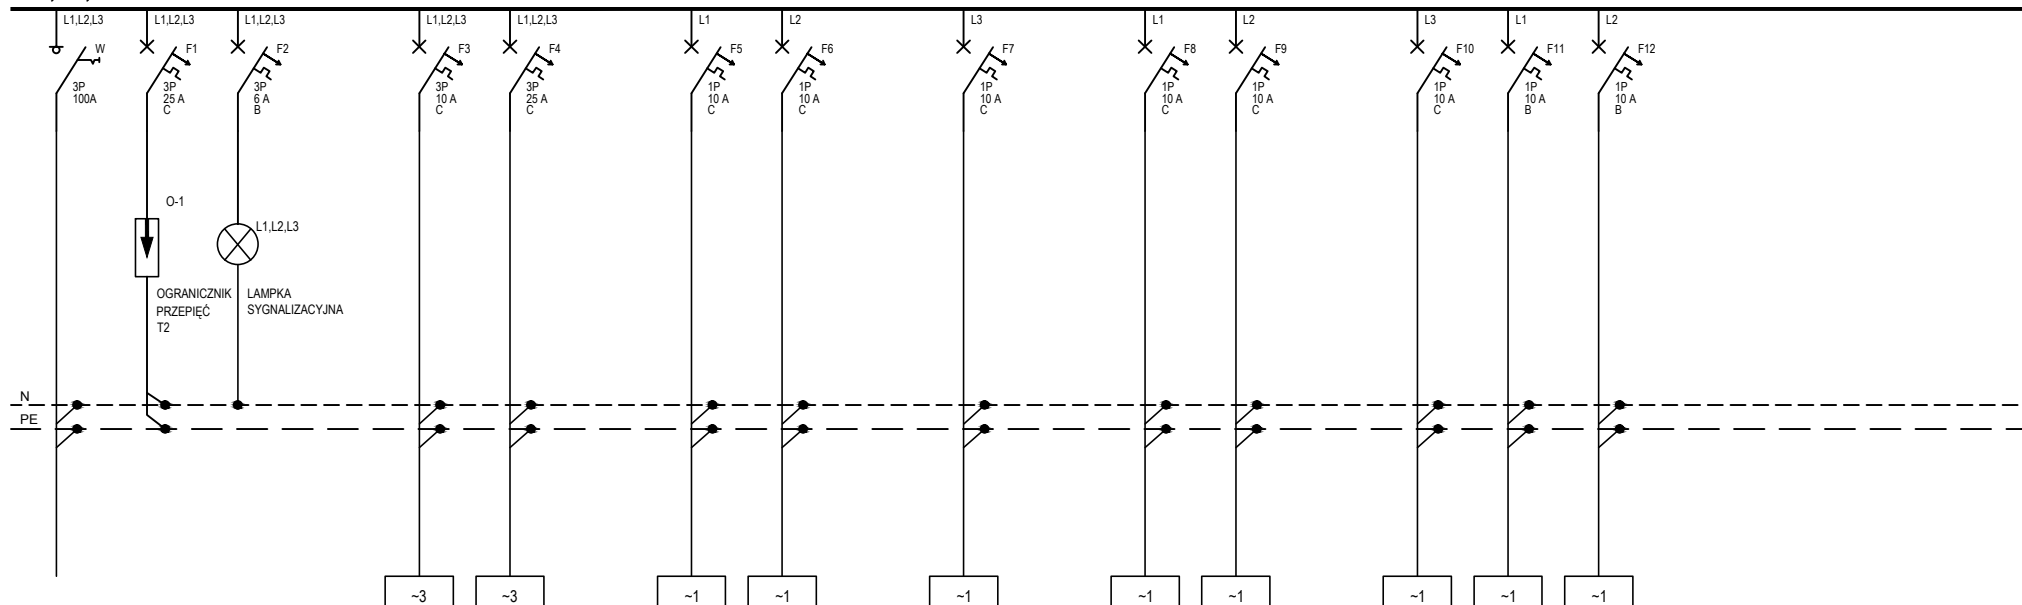 L1,L2,L3 L1,L2,L3 L1,L2,L3 L1,L2,L3 L1,L2,L3 L1 L2 L3 L1 L2 L3 L1 L2
W F1 F2 F3 F4 F5 F6 F7 F8 F9 F10 F11 F12
3P 3P 3P 3P 3P 1P 1P 1P 1P 1P 1P 1P 1P
100A 25 A 6 A 10 A 25 A 10 A 10 A 10 A 10 A 10 A 10 A 10 A 10 A
C B C C C C C C C C B B
O-1
L1,L2,L3
OGRANICZNIK LAMPKA
PRZEPIĘĆ SYGNALIZACYJNA
T2
N
PE
~3 ~3 ~1 ~1 ~1 ~1 ~1 ~1 ~1 ~1